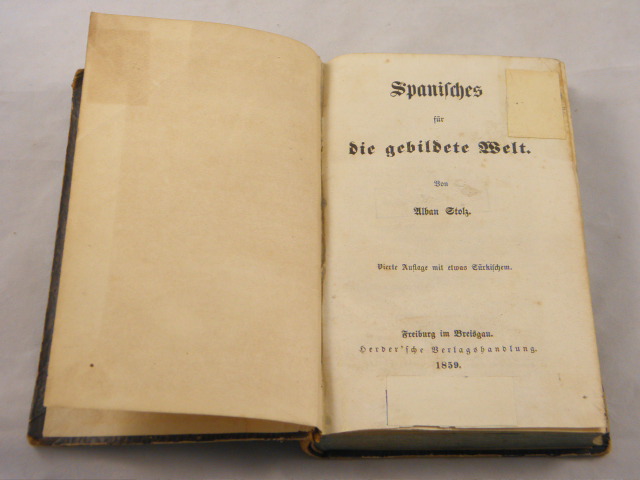 Spanisches
für
die gebildete Welt.
Von
Alban Stolz.
Vierte Auflage mit etwas Türkischem.
Freiburg im Breisgau.
Herder'sche Verlagshandlung.
1859.